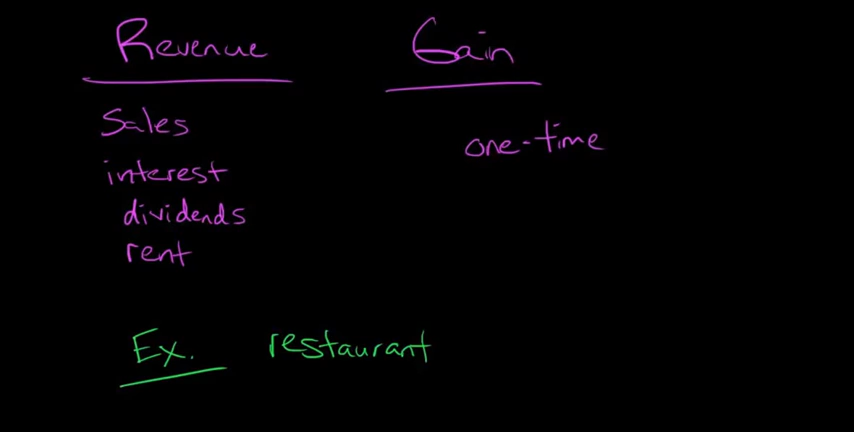 Revenue Gain
Sales one-time
interest
dividends
rent
Ex. restaurant